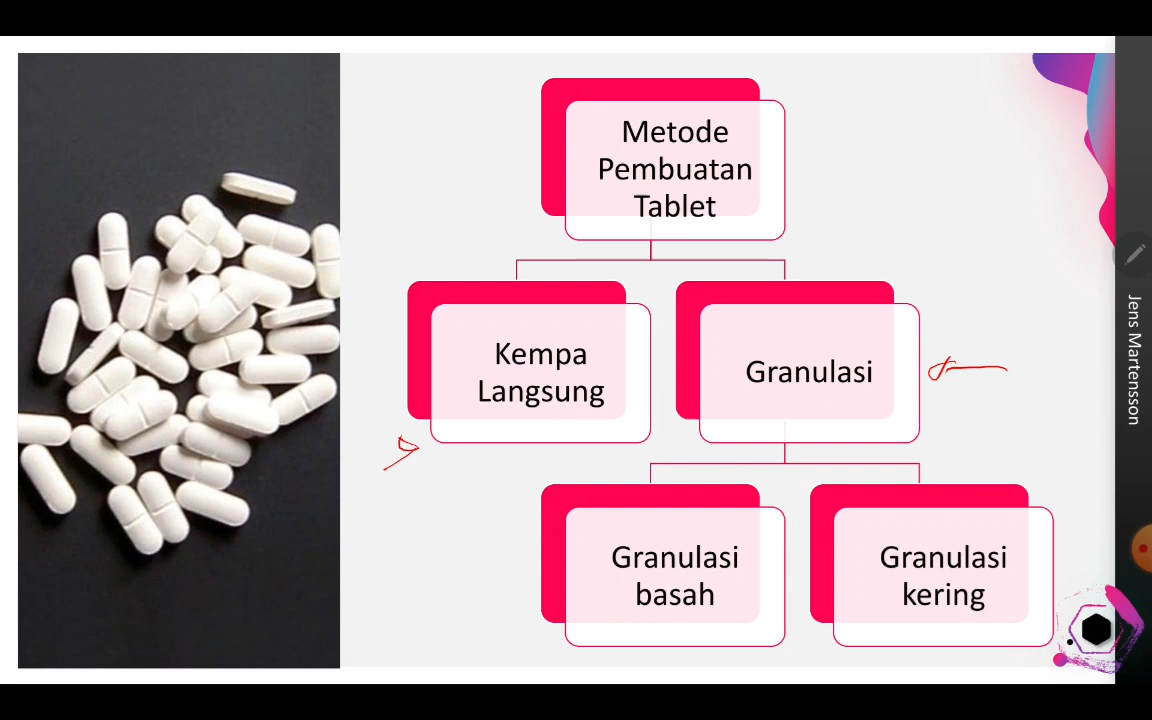 Metode
Pembuatan
Tablet
Kempa
Langsung
Granulasi
Granulasi
basah
Granulasi
kering
Jens Martensson